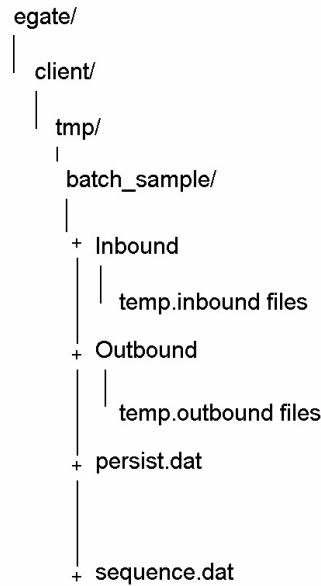 egate/
client/
tmp/
batch_sample/
+ Inbound
temp.inbound files
+ Outbound
temp.outbound files
+ persist.dat
+ sequence.dat